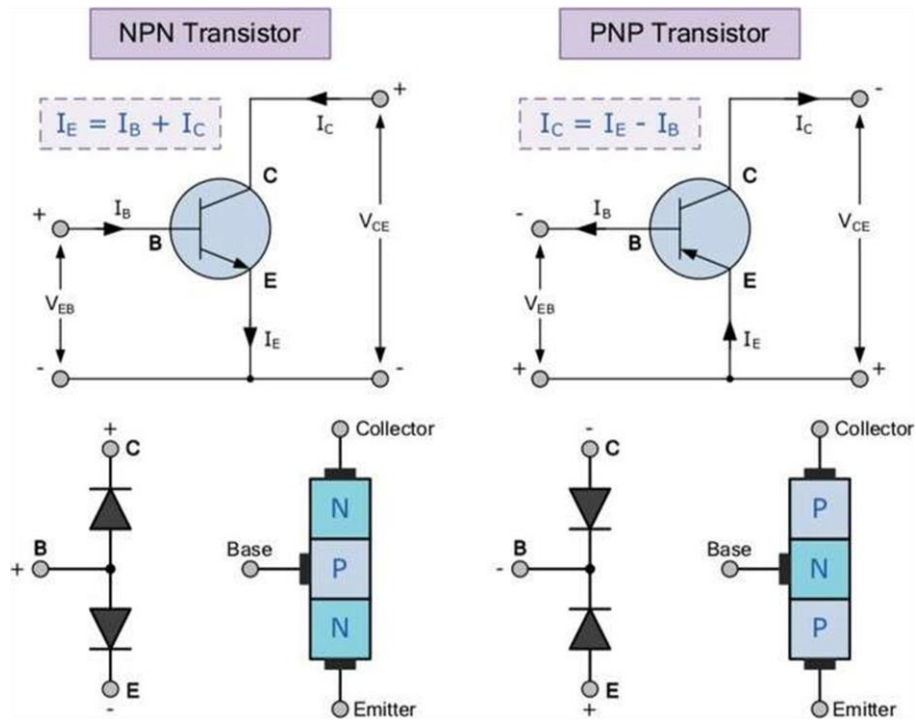 NPN Transistor
PNP Transistor
I_E = I_B + I_C
+
I_C
C
+
I_B
B
V_CE
E
V_EB
I_E
-
-
I_C = I_E - I_B
-
I_C
C
-
I_B
B
V_CE
E
V_EB
I_E
+
+
+
C
B
+
E
-
Collector
N
Base
P
N
Emitter
-
C
B
-
E
+
Collector
P
Base
N
P
Emitter